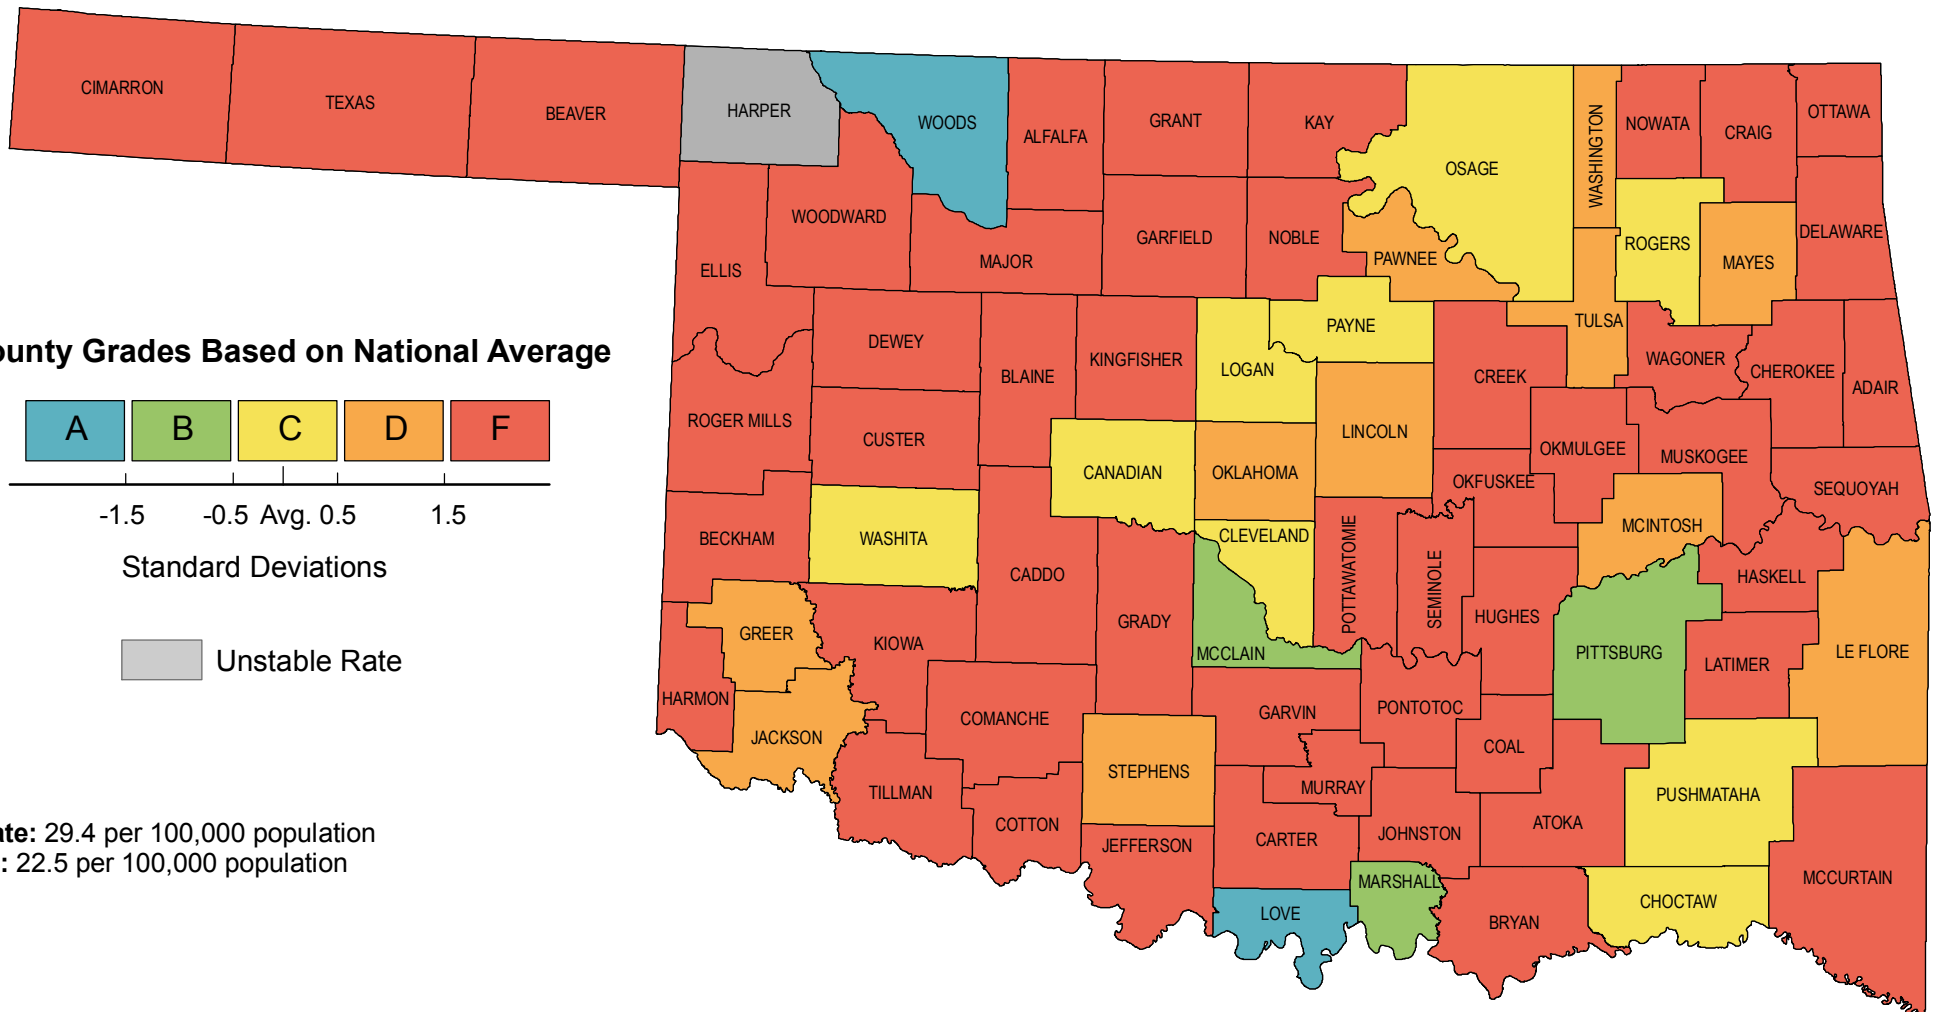 CIMARRON
TEXAS
BEAVER
HARPER
WOODS
ALFALFA
GRANT
KAY
OSAGE
WASHINGTON
NOWATA
CRAIG
OTTAWA
WOODWARD
ELLIS
MAJOR
GARFIELD
NOBLE
PAWNEE
ROGERS
MAYES
DELAWARE
DEWEY
BLAINE
KINGFISHER
LOGAN
PAYNE
TULSA
CREEK
WAGONER
CHEROKEE
ADAIR
ounty Grades Based on National Average
A B C D F
-1.5 -0.5 Avg. 0.5 1.5
Standard Deviations
Unstable Rate
ROGER MILLS
CUSTER
CANADIAN
OKLAHOMA
LINCOLN
OKMULGEE
MUSKOGEE
OKFUSKEE
SEQUOYAH
BECKHAM
WASHITA
CADDO
GRADY
CLEVELAND
POTTAWATOMIE
SEMINOLE
MCINTOSH
HASKELL
HUGHES
GREER
KIOWA
MCCLAIN
PITTSBURG
LATIMER
LE FLORE
HARMON
JACKSON
COMANCHE
GARVIN
PONTOTOC
COAL
STEPHENS
TILLMAN
COTTON
MURRAY
JEFFERSON
CARTER
JOHNSTON
ATOKA
PUSHMATAHA
MCCURTAIN
LOVE
MARSHALL
BRYAN
CHOCTAW
ate: 29.4 per 100,000 population
: 22.5 per 100,000 population